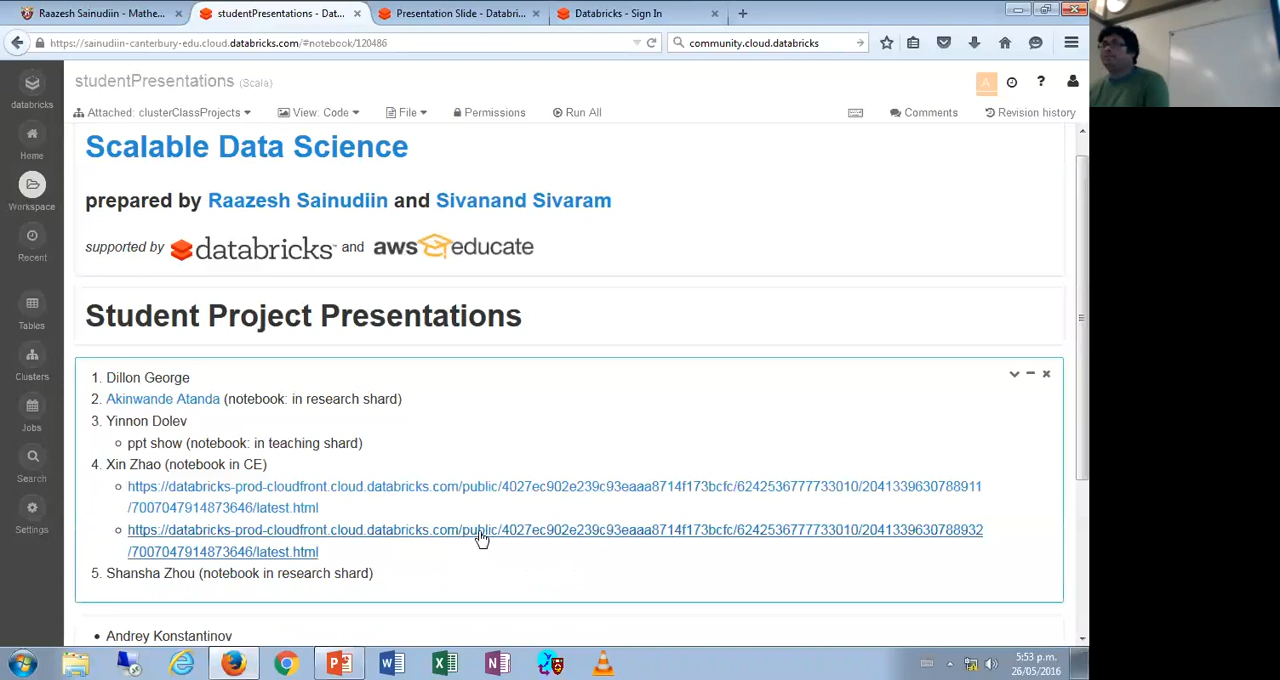 Raazesh Sainudiin - Mathe...
studentPresentations - Dat...
Presentation Slide - Databri...
Databricks - Sign In
https://sainudiin-canterbury-edu.cloud.databricks.com/#notebook/120486
community.cloud.databricks
databricks
Home
Workspace
Recent
Tables
Clusters
Jobs
Search
Settings
studentPresentations (Scala)
A
?
Attached: clusterClassProjects
View: Code
File
Permissions
Run All
Comments
Revision history
Scalable Data Science
prepared by Raazesh Sainudiin and Sivanand Sivaram
supported by databricks and aws educate
Student Project Presentations
1. Dillon George
2. Akinwande Atanda (notebook: in research shard)
3. Yinnon Dolev
ppt show (notebook: in teaching shard)
4. Xin Zhao (notebook in CE)
https://databricks-prod-cloudfront.cloud.databricks.com/public/4027ec902e239c93eaaa8714f173bcfc/6242536777733010/2041339630788911
/7007047914873646/latest.html
https://databricks-prod-cloudfront.cloud.databricks.com/public/4027ec902e239c93eaaa8714f173bcfc/6242536777733010/2041339630788932
/7007047914873646/latest.html
5. Shansha Zhou (notebook in research shard)
Andrey Konstantinov
5:53 p.m.
26/05/2016